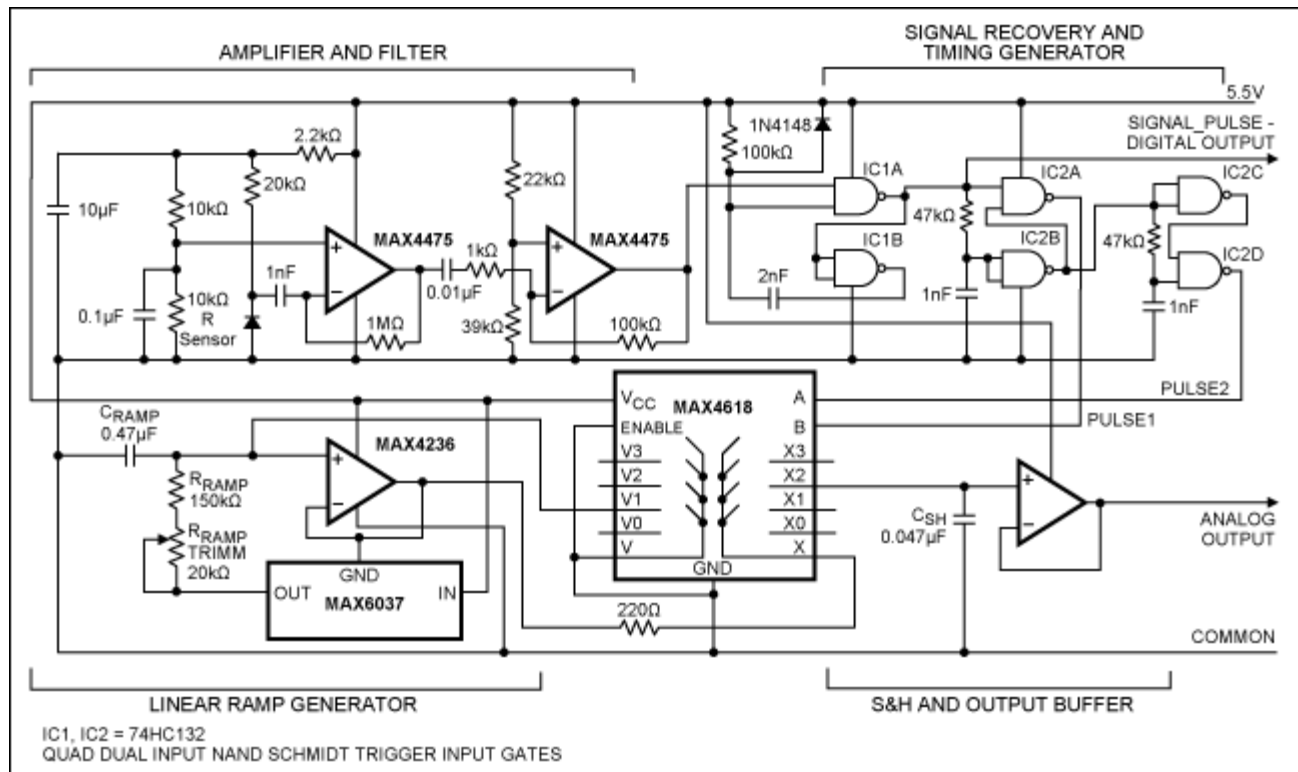 AMPLIFIER AND FILTER
SIGNAL RECOVERY AND
TIMING GENERATOR
5.5V
SIGNAL_PULSE -
DIGITAL OUTPUT
2.2kΩ
20kΩ
10µF
10kΩ
MAX4475
1nF
0.1µF
10kΩ
R
Sensor
1MΩ
0.01µF
1kΩ
22kΩ
MAX4475
39kΩ
100kΩ
1N4148
100kΩ
IC1A
IC1B
2nF
47kΩ
IC2A
IC2B
1nF
47kΩ
IC2C
IC2D
1nF
PULSE2
PULSE1
CRAMP
0.47µF
MAX4236
RRAMP
150kΩ
RRAMP
TRIMM
20kΩ
GND
OUT
IN
MAX6037
VCC
MAX4618
A
ENABLE
B
V3
X3
V2
X2
V1
X1
V0
X0
V
X
GND
220Ω
CSH
0.047µF
ANALOG
OUTPUT
COMMON
LINEAR RAMP GENERATOR
S&H AND OUTPUT BUFFER
IC1, IC2 = 74HC132
QUAD DUAL INPUT NAND SCHMIDT TRIGGER INPUT GATES
+
−
+
−
+
−
+
−